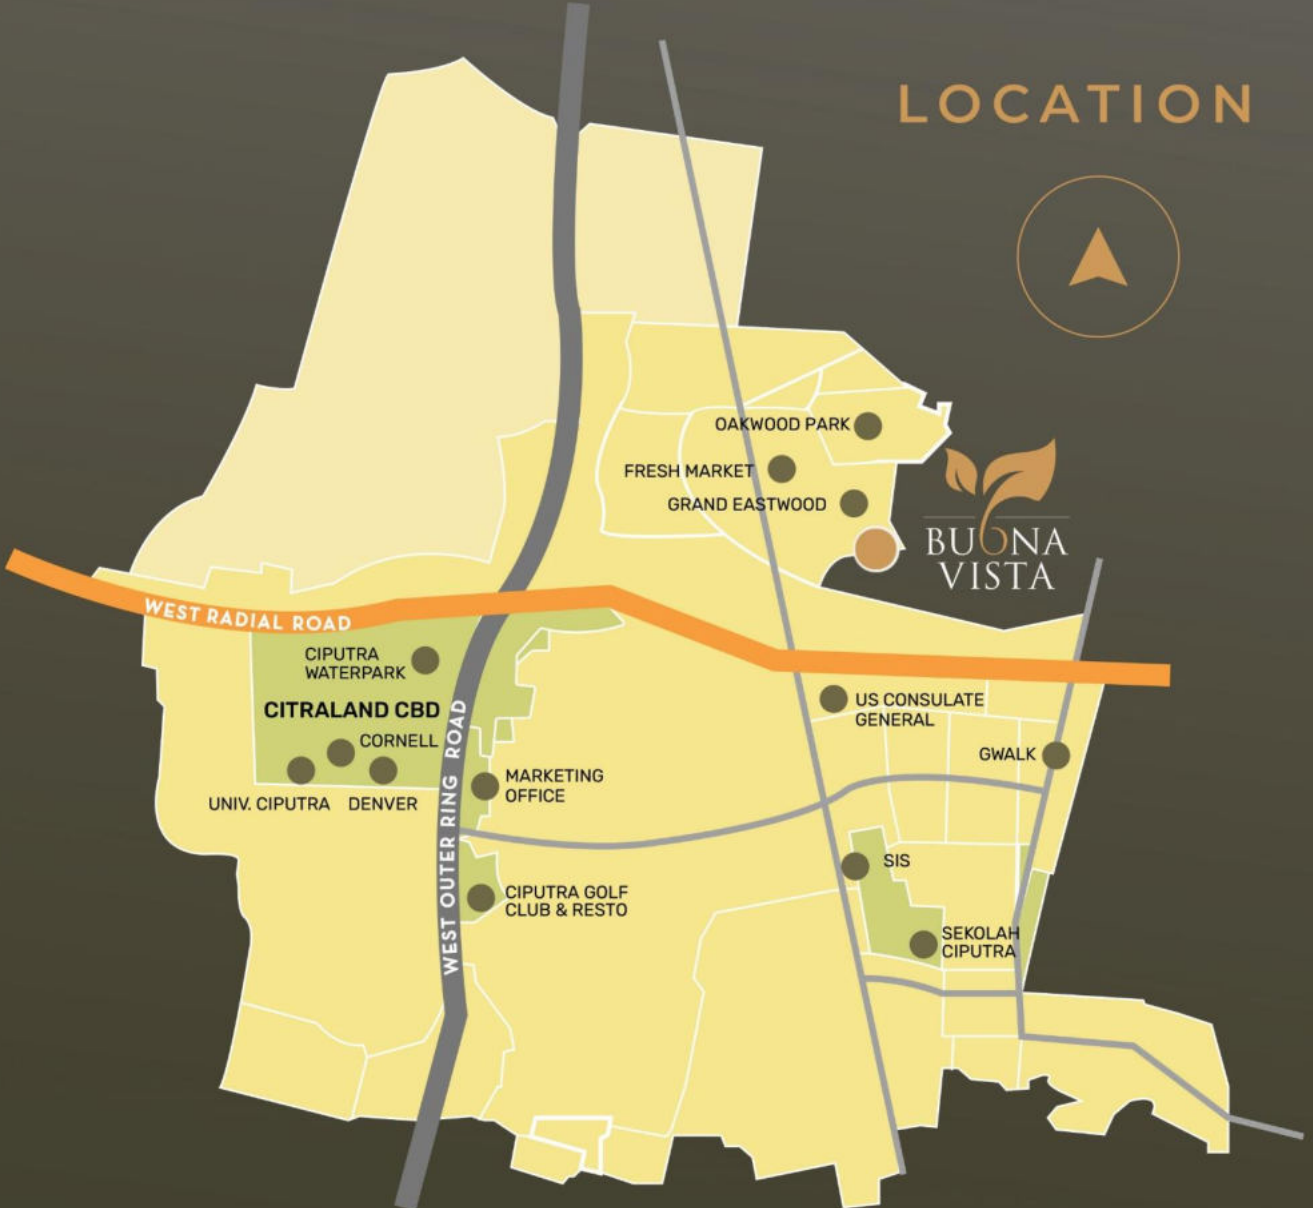 LOCATION
OAKWOOD PARK
FRESH MARKET
GRAND EASTWOOD
BUONA
VISTA
WEST RADIAL ROAD
CIPUTRA
WATERPARK
CITRALAND CBD
CORNELL
UNIV. CIPUTRA
DENVER
WEST OUTER RING ROAD
MARKETING
OFFICE
CIPUTRA GOLF
CLUB & RESTO
US CONSULATE
GENERAL
GWALK
SIS
SEKOLAH
CIPUTRA